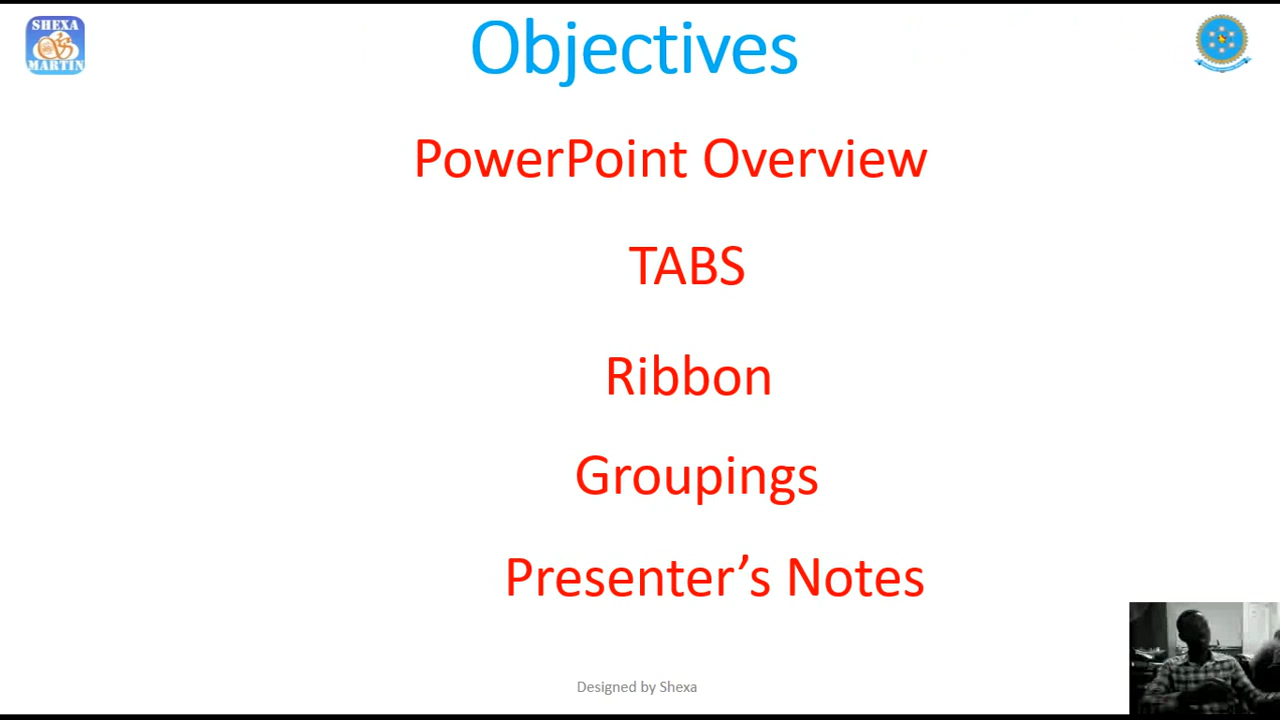 SHEXA
MARTIN
Objectives
PowerPoint Overview
TABS
Ribbon
Groupings
Presenter’s Notes
Designed by Shexa